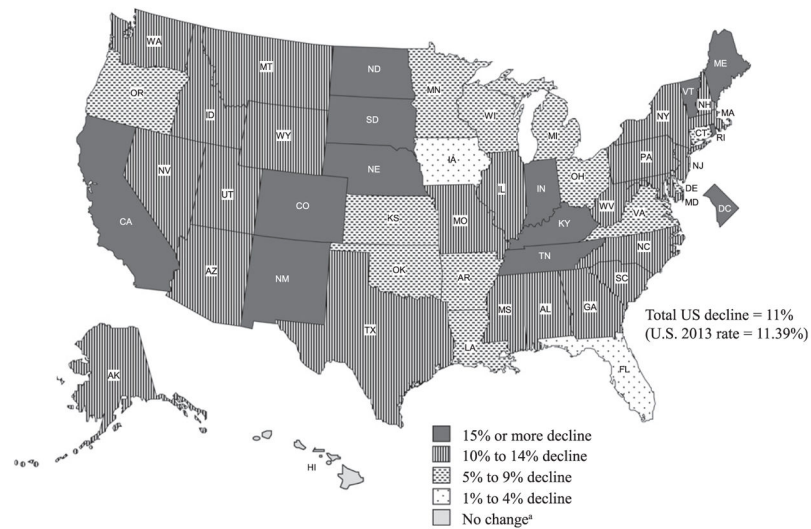 WA
MT
ND
MN
ME
VT
NH
OR
ID
SD
WI
MI
NY
MA
CT
RI
WY
IA
NE
PA
NJ
NV
UT
CO
IL
IN
OH
DE
MD
WV
VA
DC
CA
KS
MO
KY
NC
TN
AZ
NM
OK
AR
SC
MS
AL
GA
TX
LA
FL
AK
HI
Total US decline = 11%
(U.S. 2013 rate = 11.39%)
15% or more decline
10% to 14% decline
5% to 9% decline
1% to 4% decline
No changeᵃ